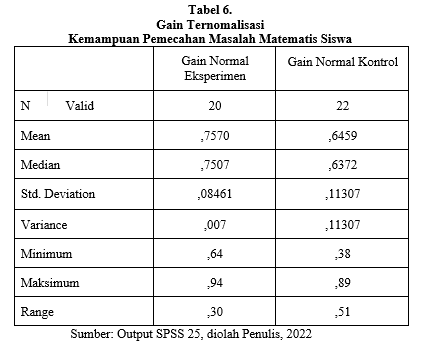 Tabel 6.
Gain Ternomalisasi
Kemampuan Pemecahan Masalah Matematis Siswa
Gain Normal Eksperimen Gain Normal Kontrol
N Valid 20 22
Mean ,7570 ,6459
Median ,7507 ,6372
Std. Deviation ,08461 ,11307
Variance ,007 ,11307
Minimum ,64 ,38
Maksimum ,94 ,89
Range ,30 ,51
Sumber: Output SPSS 25, diolah Penulis, 2022